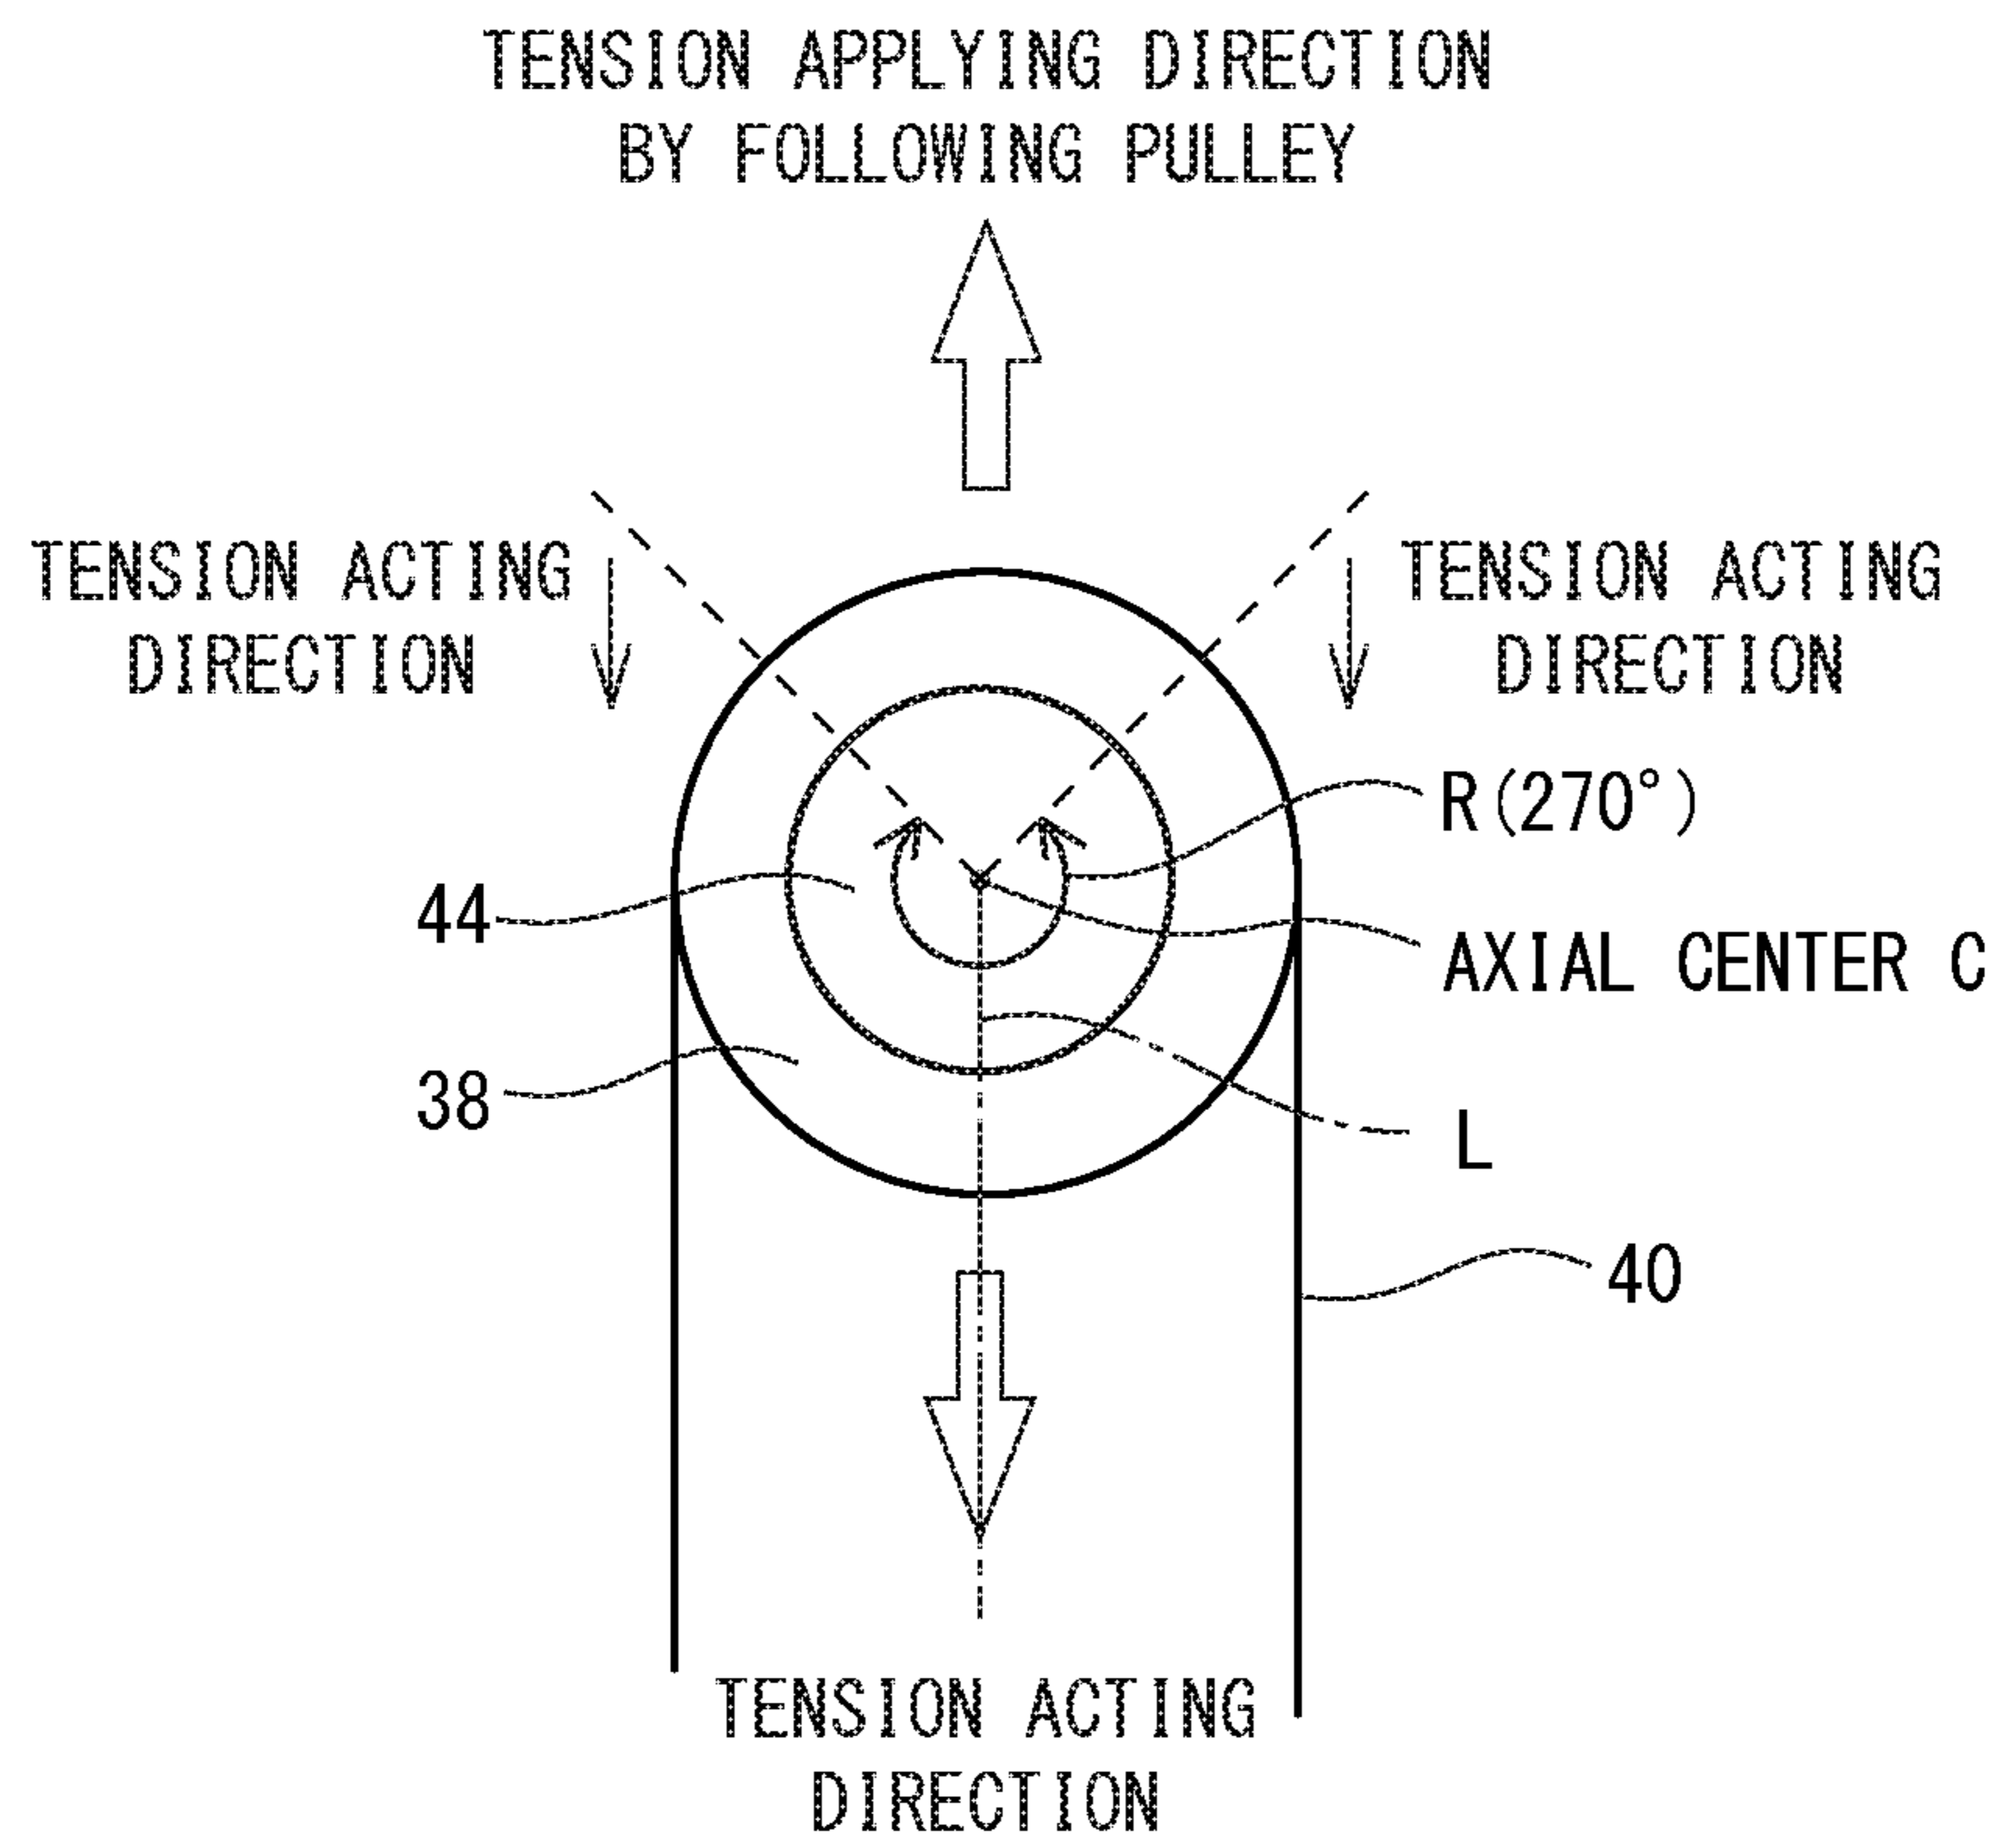 TENSION APPLYING DIRECTION
BY FOLLOWING PULLEY
TENSION ACTING
DIRECTION
TENSION ACTING
DIRECTION
R(270°)
44
AXIAL CENTER C
38
L
40
TENSION ACTING
DIRECTION